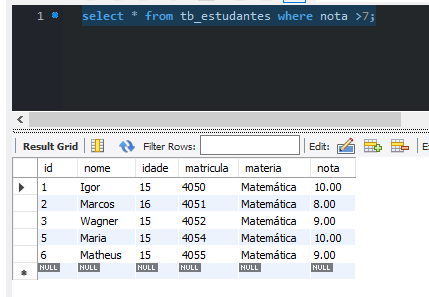 1 select * from tb_estudantes where nota >7;
Result Grid Filter Rows: Edit:
id nome idade matricula materia nota
1 Igor 15 4050 Matemática 10.00
2 Marcos 16 4051 Matemática 8.00
3 Wagner 15 4052 Matemática 9.00
5 Maria 15 4054 Matemática 10.00
6 Matheus 15 4055 Matemática 9.00
NULL NULL NULL NULL NULL NULL